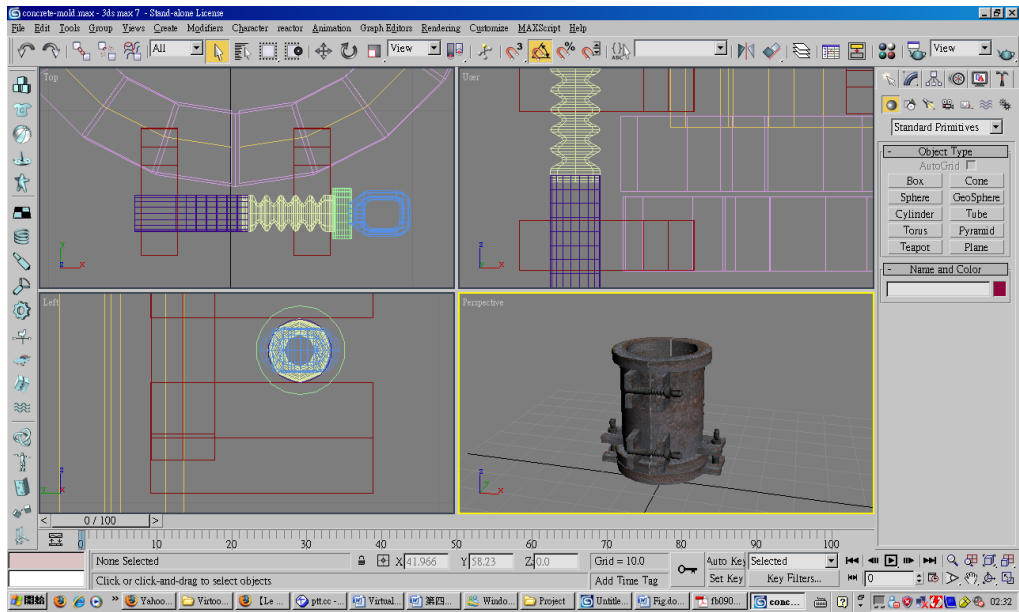 concrete-mold.max - 3ds max 7 - Stand-alone License
File Edit Tools Group Views Create Modifiers Character reactor Animation Graph Editors Rendering Customize MAXScript Help
All View View
Top User
Standard Primitives
- Object Type
AutoGrid
Box Cone
Sphere GeoSphere
Cylinder Tube
Torus Pyramid
Teapot Plane
- Name and Color
Left Perspective
< 0 / 100 >
0 10 20 30 40 50 60 70 80 90 100
None Selected X 41.966 Y 58.23 Z 0.0 Grid = 10.0 Auto Key Selected
Click or click-and-drag to select objects Add Time Tag Set Key Key Filters... 0
開始 Yahoo... Virtoo... 【Le ... ptt.cc -... Virtual... 第四... Windo... Project Untitle... Fig.do... fb090... conc... 02:32